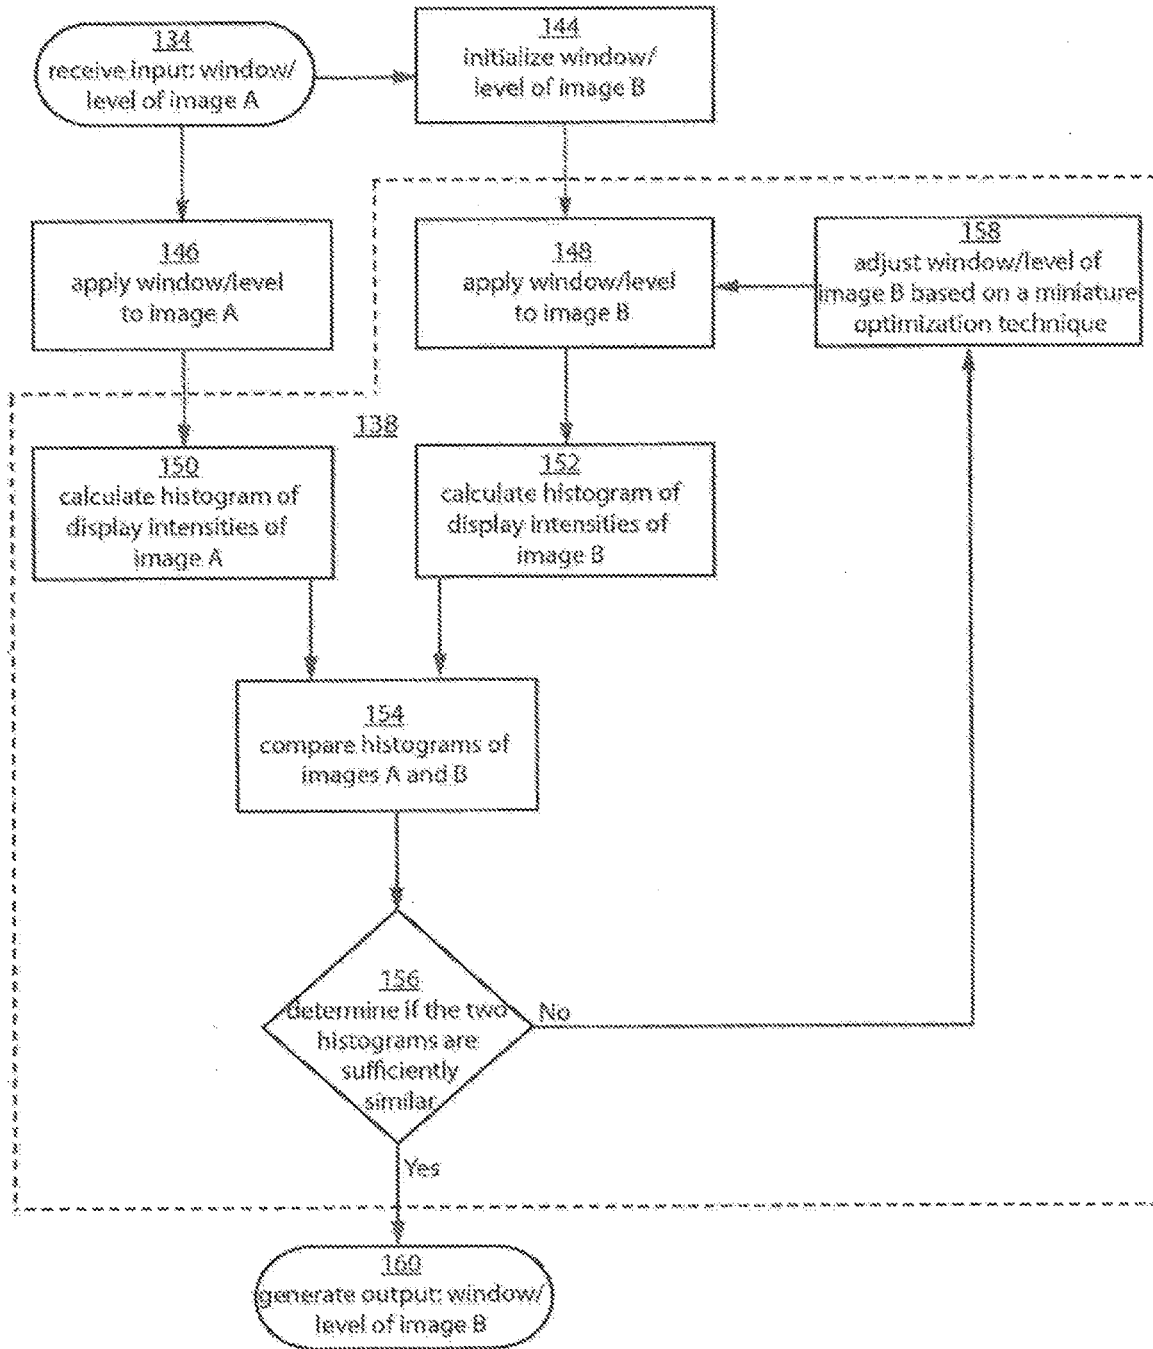 134
receive input: window/
level of image A
144
initialize window/
level of image B
146
apply window/level
to image A
148
apply window/level
to image B
158
adjust window/level of
image B based on a miniature
optimization technique
138
150
calculate histogram of
display intensities of
image A
152
calculate histogram of
display intensities of
image B
154
compare histograms of
images A and B
156
determine if the two
histograms are
sufficiently
similar
No
Yes
160
generate output: window/
level of image B